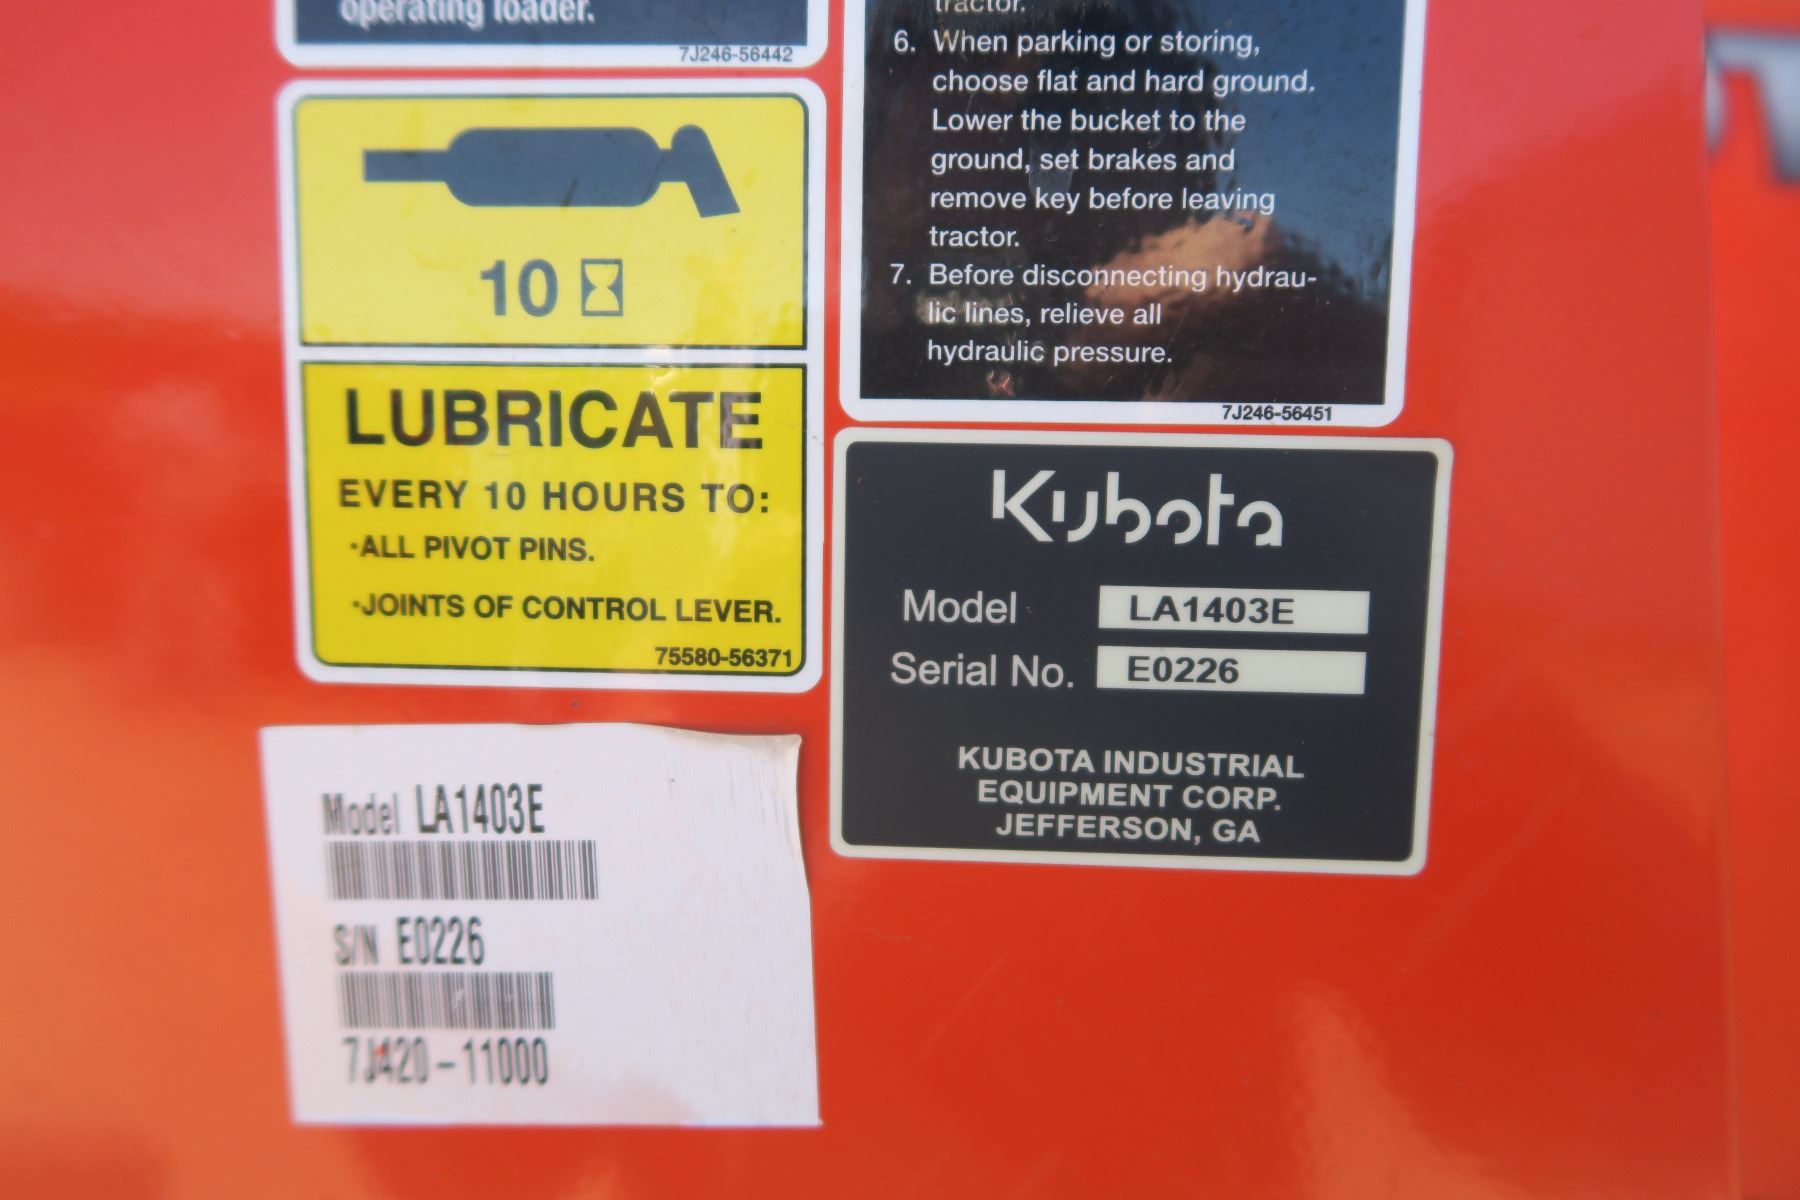 operating loader.
7J246-56442
10
LUBRICATE
EVERY 10 HOURS TO:
·ALL PIVOT PINS.
·JOINTS OF CONTROL LEVER.
75580-56371
tractor.
6. When parking or storing,
choose flat and hard ground.
Lower the bucket to the
ground, set brakes and
remove key before leaving
tractor.
7. Before disconnecting hydrau-
lic lines, relieve all
hydraulic pressure.
7J246-56451
Kubota
Model LA1403E
Serial No. E0226
KUBOTA INDUSTRIAL
EQUIPMENT CORP.
JEFFERSON, GA
Model LA1403E
S/N E0226
7J420-11000